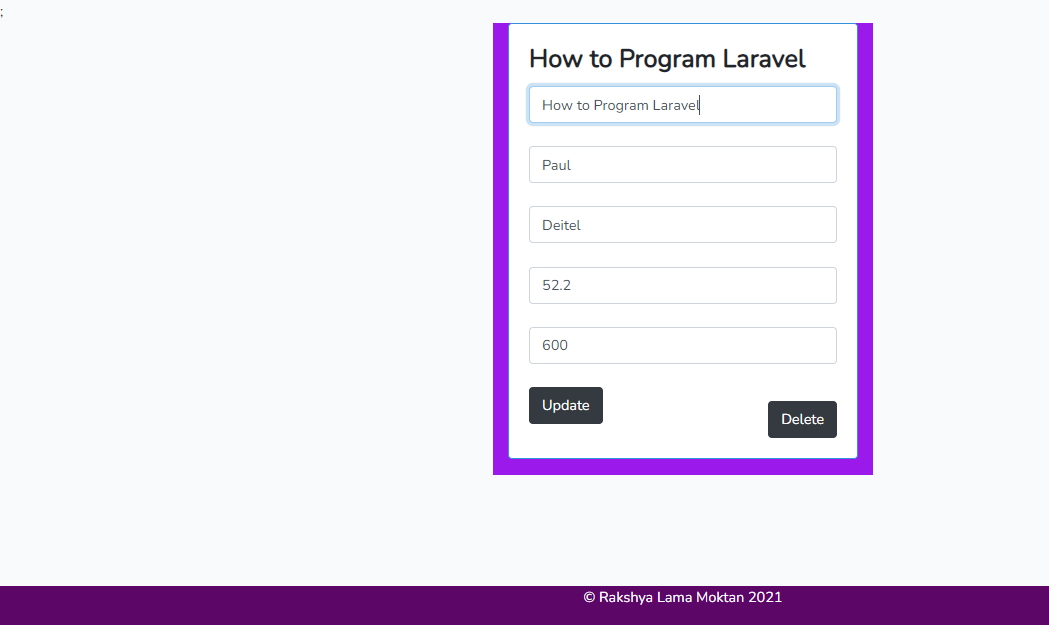 ;
How to Program Laravel
How to Program Laravel
Paul
Deitel
52.2
600
Update
Delete
© Rakshya Lama Moktan 2021